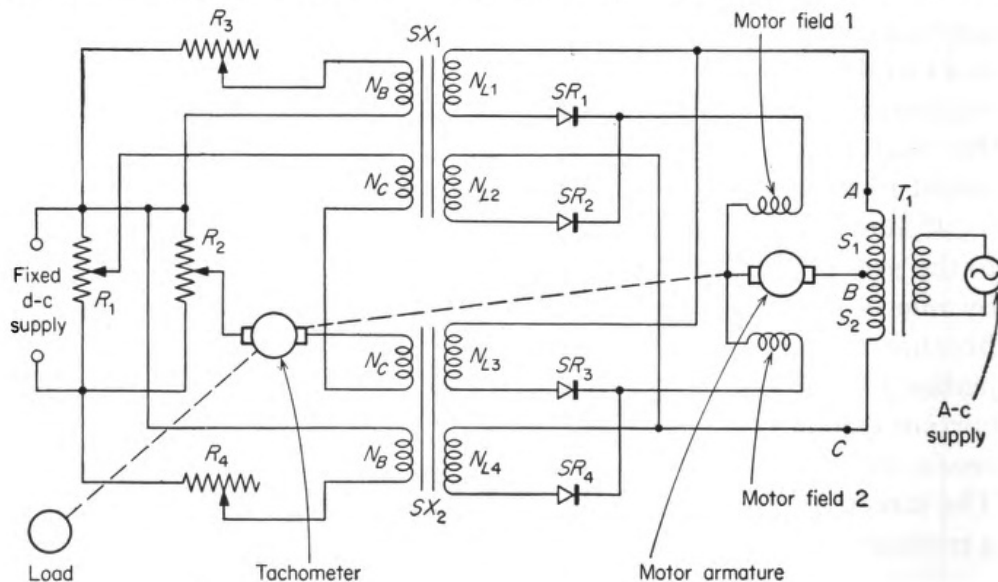 Motor field 1
R3
SX1
NB
NL1
SR1
NC
NL2
SR2
A
T1
S1
B
S2
Fixed
d-c
supply
R1
R2
NC
NL3
SR3
A-c
supply
R4
NB
NL4
SR4
C
SX2
Motor field 2
Load
Tachometer
Motor armature